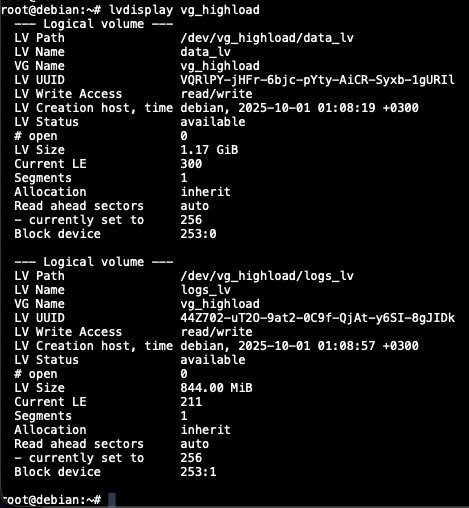 root@debian:~# lvdisplay vg_highload
--- Logical volume ---
LV Path /dev/vg_highload/data_lv
LV Name data_lv
VG Name vg_highload
LV UUID VQRlPY-jHFr-6bjc-pYty-AiCR-Syxb-1gURIl
LV Write Access read/write
LV Creation host, time debian, 2025-10-01 01:08:19 +0300
LV Status available
# open 0
LV Size 1.17 GiB
Current LE 300
Segments 1
Allocation inherit
Read ahead sectors auto
- currently set to 256
Block device 253:0
--- Logical volume ---
LV Path /dev/vg_highload/logs_lv
LV Name logs_lv
VG Name vg_highload
LV UUID 44Z702-uT2O-9at2-0C9f-QjAt-y6SI-8gJIDk
LV Write Access read/write
LV Creation host, time debian, 2025-10-01 01:08:57 +0300
LV Status available
# open 0
LV Size 844.00 MiB
Current LE 211
Segments 1
Allocation inherit
Read ahead sectors auto
- currently set to 256
Block device 253:1
root@debian:~#